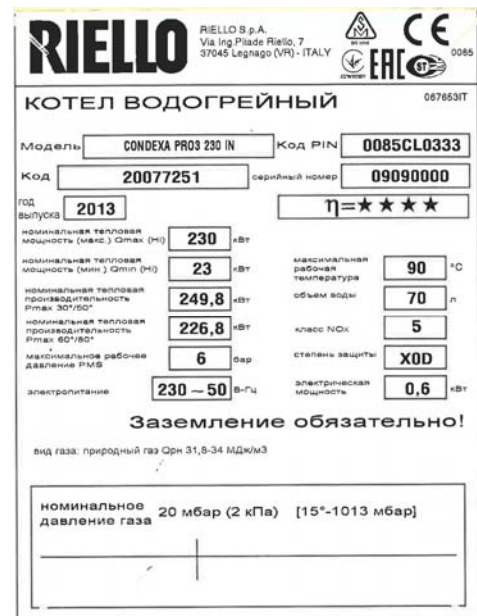 RIELLO
RIELLO S.p.A.
Via Ing.Pilade Riello, 7
37045 Legnago (VR) - ITALY
CE
0085
EAC
КОТЕЛ ВОДОГРЕЙНЫЙ
067653IT
Модель CONDEXA PRO3 230 IN Код PIN 0085CL0333
Код 20077251 серийный номер 09090000
год выпуска 2013 η=★★★★
номинальная тепловая
мощность (макс.) Qmax (Hi) 230 кВт
номинальная тепловая
мощность (мин.) Qmin (Hi) 23 кВт
максимальная
рабочая
температура 90 °C
номинальная тепловая
производительность
Pmax 30°/50° 249,8 кВт
объем воды 70 л
номинальная тепловая
производительность
Pmax 60°/80° 226,8 кВт
класс NOx 5
максимальное рабочее
давление PMS 6 бар
степень защиты X0D
электропитание 230 ~ 50 В-Гц
электрическая
мощность 0,6 кВт
Заземление обязательно!
вид газа: природный газ Qрн 31,8-34 МДж/м3
номинальное
давление газа 20 мбар (2 кПа) [15°-1013 мбар]